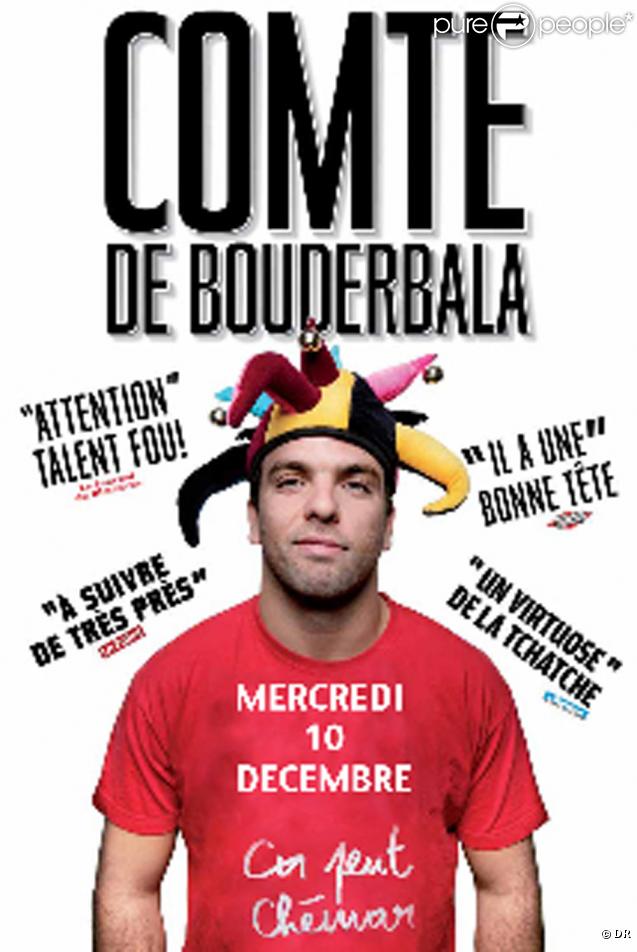 pure people*
COMTE
DE BOUDERBALA
"ATTENTION"
TALENT FOU!
"IL A UNE"
BONNE TÊTE
"À SUIVRE
DE TRÈS PRÈS"
"UN VIRTUOSE"
DE LA TCHATCHE
MERCREDI
10
DECEMBRE
On peut
Chéwar
© DR